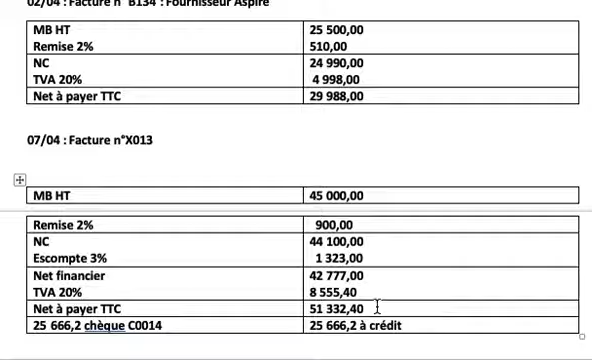 02/04 : Facture n° B134 : Fournisseur Aspire
MB HT 25 500,00
Remise 2% 510,00
NC 24 990,00
TVA 20% 4 998,00
Net à payer TTC 29 988,00
07/04 : Facture n°X013
MB HT 45 000,00
Remise 2% 900,00
NC 44 100,00
Escompte 3% 1 323,00
Net financier 42 777,00
TVA 20% 8 555,40
Net à payer TTC 51 332,40
25 666,2 chèque C0014 25 666,2 à crédit